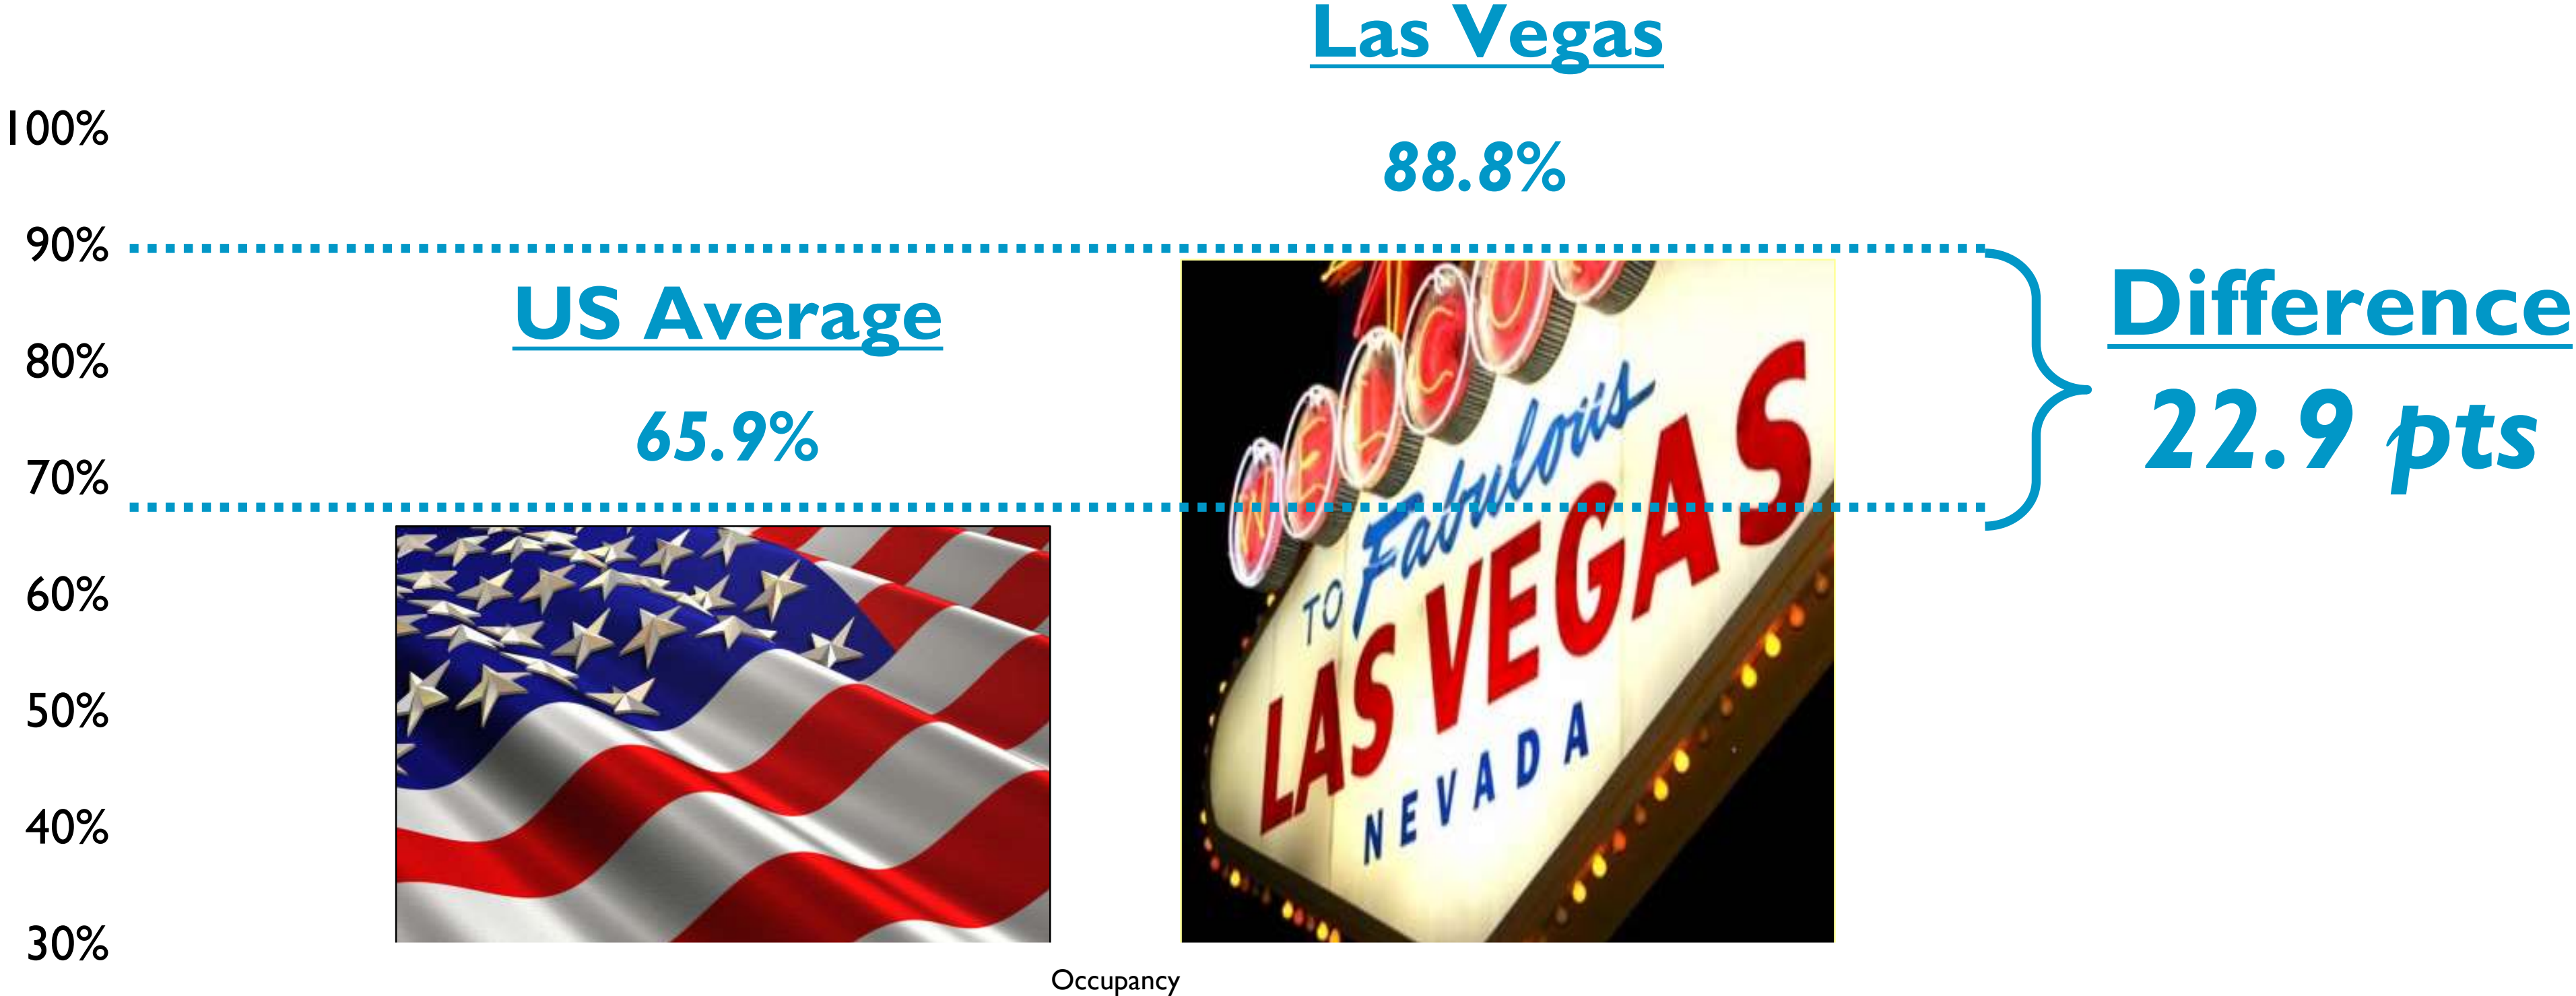 Las Vegas
100%
88.8%
90%
US Average
Difference
80%
65.9%
22.9 pts
70%
60%
50%
40%
30%
WELCO
TO Fabulous
LAS VEGAS
NEVADA
Occupancy